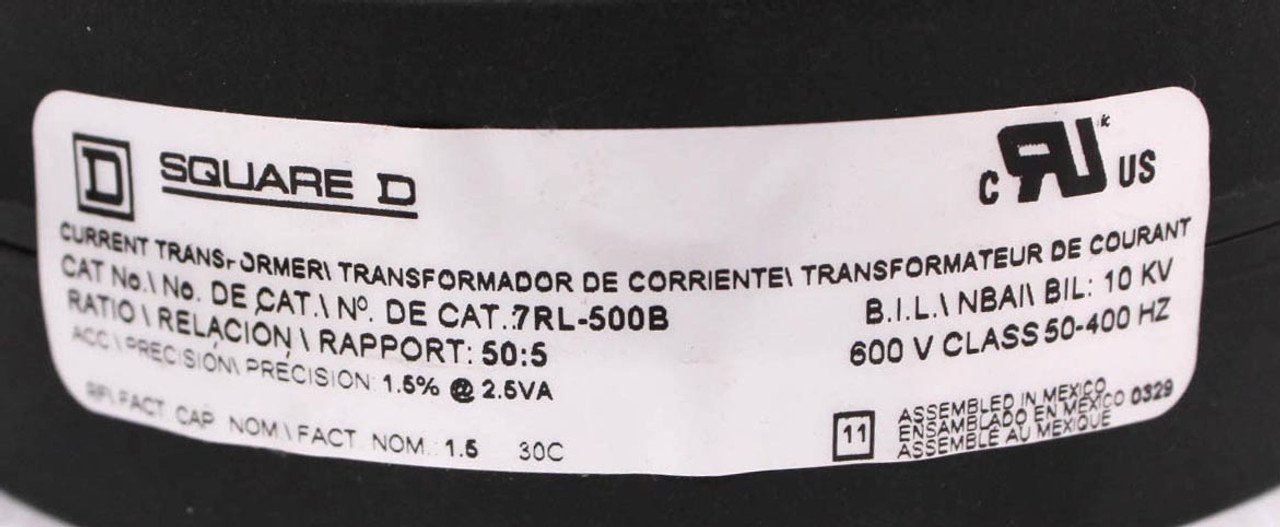 D SQUARE D
C RU US
CURRENT TRANSFORMER\ TRANSFORMADOR DE CORRIENTE\ TRANSFORMATEUR DE COURANT
CAT No.\ No. DE CAT.\ Nº. DE CAT.:7RL-500B
B.I.L.\ NBAI\ BIL: 10 KV
RATIO \ RELACIÓN \ RAPPORT: 50:5
600 V CLASS 50-400 HZ
ACC.\ PRECISIÓN\ PRÉCISION: 1.5% @ 2.5VA
RF\ FACT CAP NOM.\ FACT NOM.: 1.5 30C
11
ASSEMBLED IN MEXICO
ENSAMBLADO EN MÉXICO 0329
ASSEMBLÉ AU MEXIQUE